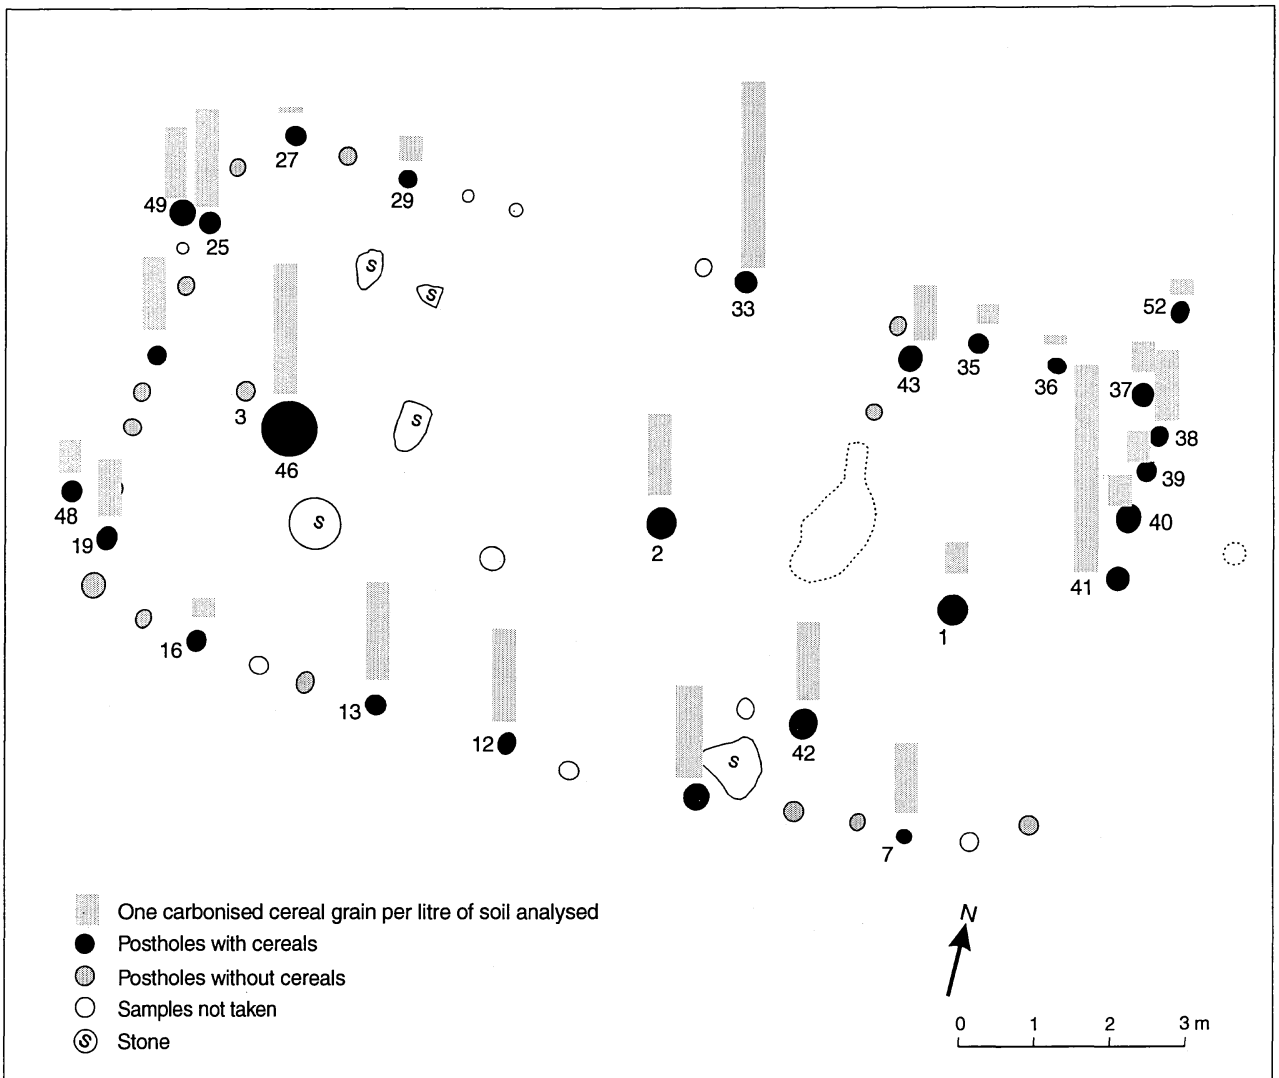 27
49
25
29
S
S
33
52
43
35
36
37
3
S
38
46
39
48
40
S
19
2
41
1
16
13
12
42
S
7
One carbonised cereal grain per litre of soil analysed
Postholes with cereals
Postholes without cereals
Samples not taken
S Stone
N
0 1 2 3 m